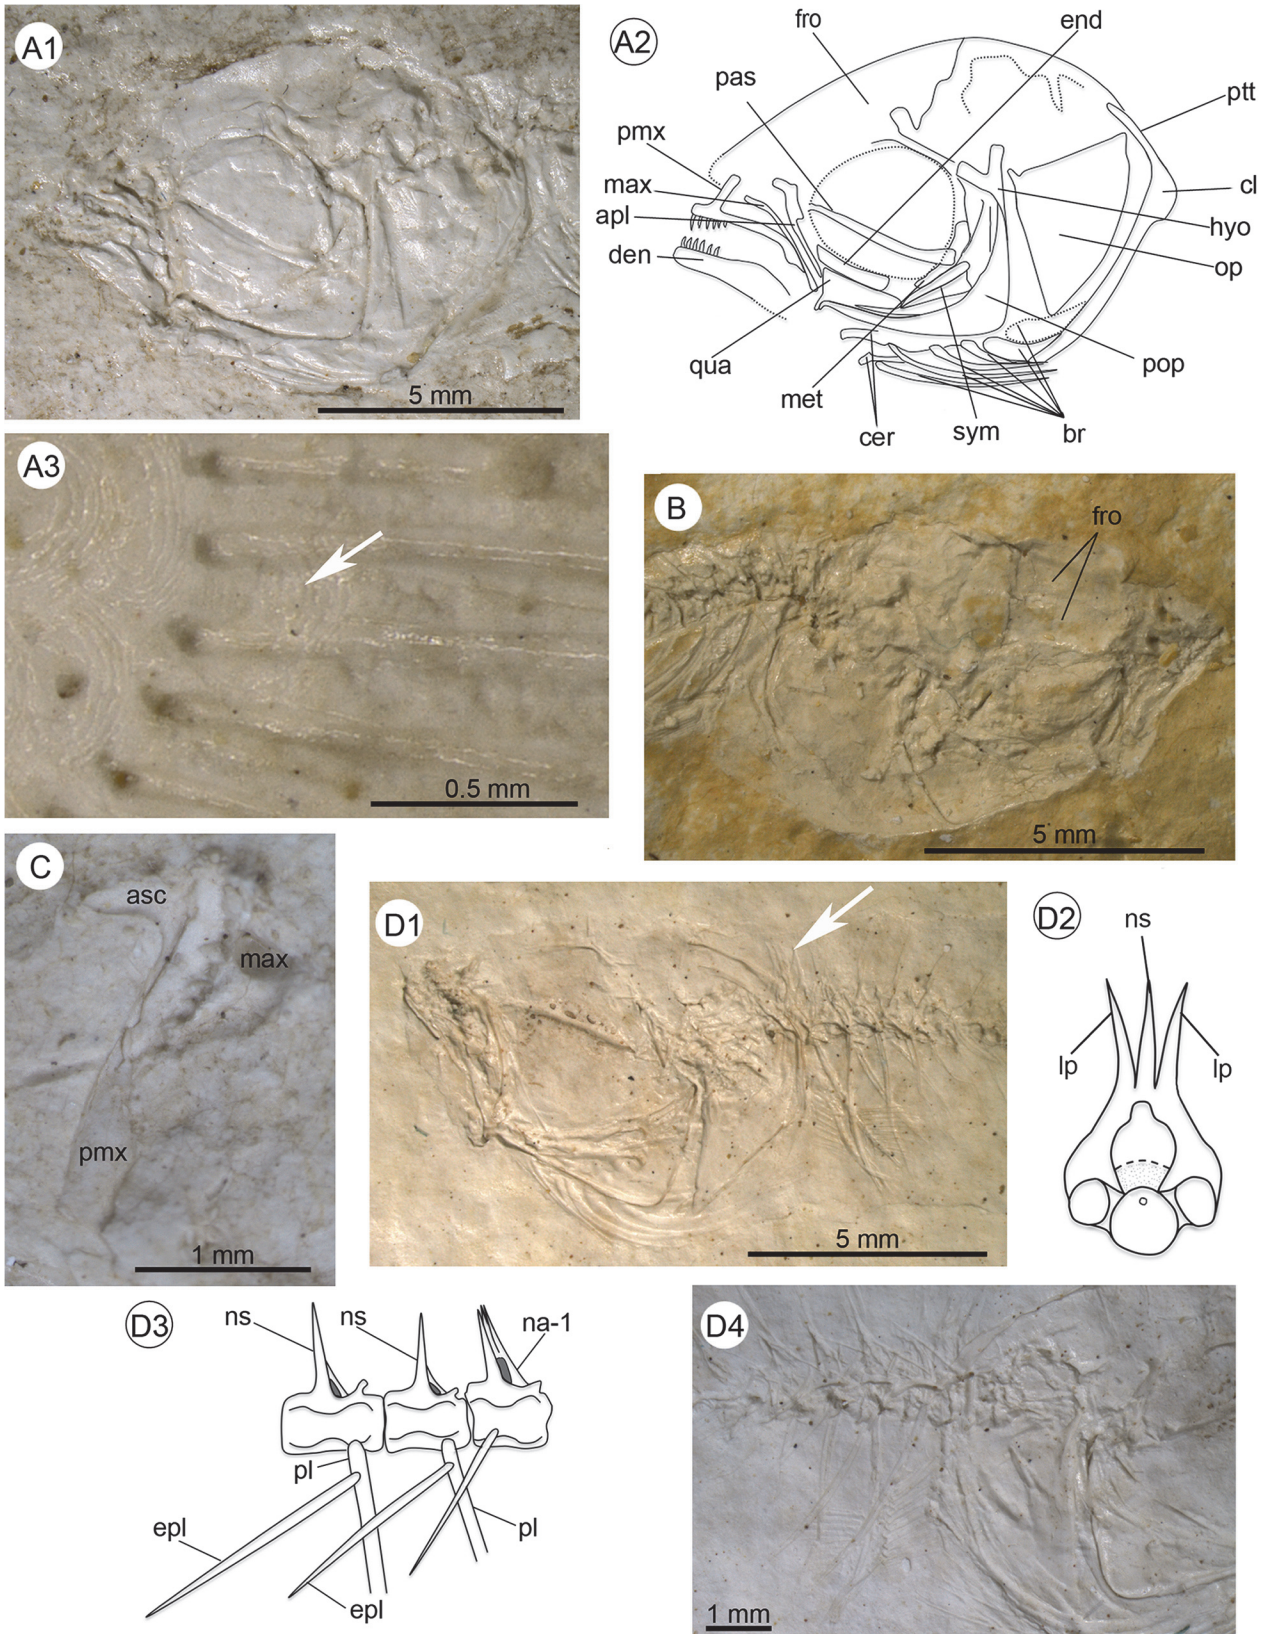 A1
5 mm
A2
fro
end
pas
ptt
pmx
max
cl
apl
hyo
den
op
qua
pop
met
cer
sym
br
A3
0.5 mm
B
fro
5 mm
C
asc
max
pmx
1 mm
D1
5 mm
D2
ns
lp
lp
D3
ns
ns
na-1
pl
epl
pl
epl
D4
1 mm